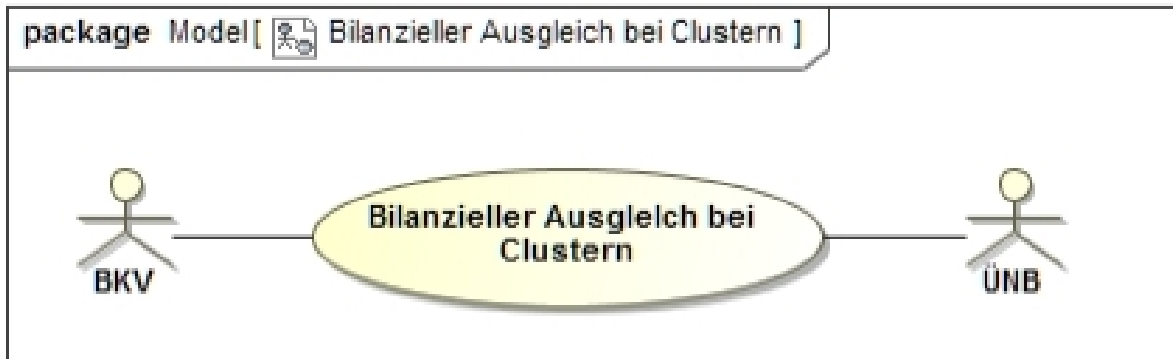 package Model[ Bilanzieller Ausgleich bei Clustern ]
Bilanzieller Ausgleich bei
Clustern
BKV
ÜNB